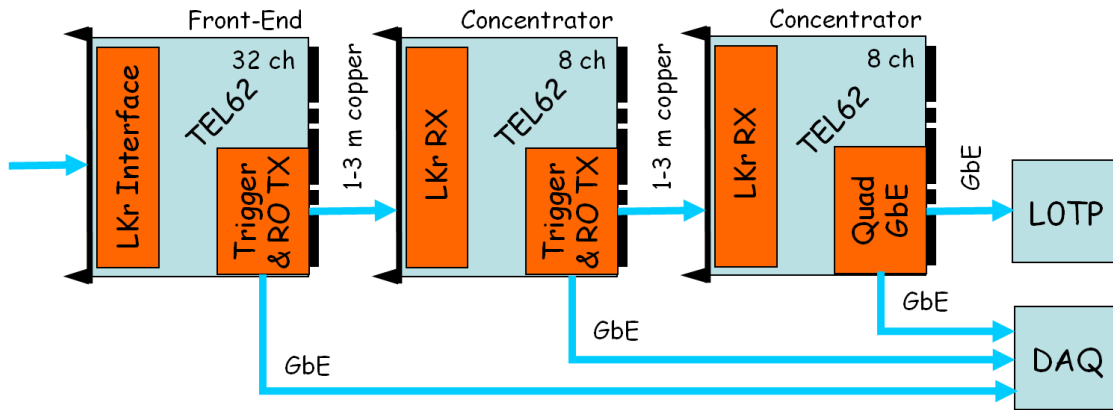 Front-End
Concentrator
Concentrator
32 ch
8 ch
8 ch
LKr Interface
TEL62
Trigger
& RO TX
1-3 m copper
LKr RX
TEL62
Trigger
& RO TX
1-3 m copper
LKr RX
TEL62
Quad
GbE
GbE
L0TP
GbE
GbE
GbE
DAQ